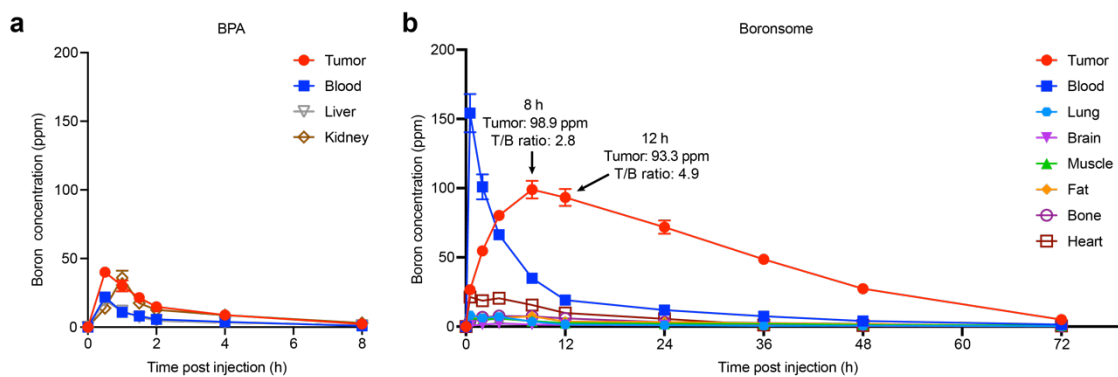 a
BPA
Boron concentration (ppm)
200
150
100
50
0
0 2 4 6 8
Time post injection (h)
Tumor
Blood
Liver
Kidney
b
Boronsome
Boron concentration (ppm)
200
150
100
50
0
0 12 24 36 48 60 72
Time post injection (h)
8 h
Tumor: 98.9 ppm
T/B ratio: 2.8
12 h
Tumor: 93.3 ppm
T/B ratio: 4.9
Tumor
Blood
Lung
Brain
Muscle
Fat
Bone
Heart